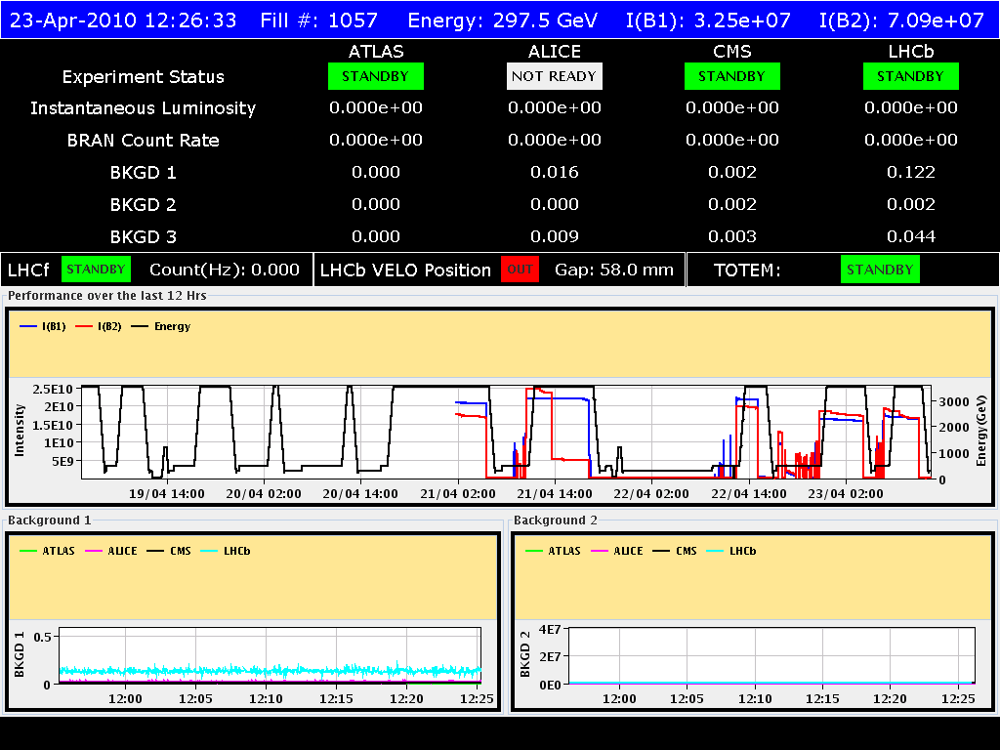 23-Apr-2010 12:26:33 Fill #: 1057 Energy: 297.5 GeV I(B1): 3.25e+07 I(B2): 7.09e+07
ATLAS ALICE CMS LHCb
Experiment Status STANDBY NOT READY STANDBY STANDBY
Instantaneous Luminosity 0.000e+00 0.000e+00 0.000e+00 0.000e+00
BRAN Count Rate 0.000e+00 0.000e+00 0.000e+00 0.000e+00
BKGD 1 0.000 0.016 0.002 0.122
BKGD 2 0.000 0.000 0.002 0.002
BKGD 3 0.000 0.009 0.003 0.044
LHCf STANDBY Count(Hz): 0.000 LHCb VELO Position OUT Gap: 58.0 mm TOTEM: STANDBY
Performance over the last 12 Hrs
I(B1) I(B2) Energy
Intensity
2.5E10
2E10
1.5E10
1E10
5E9
3000
2000
1000
0
Energy(GeV)
19/04 14:00 20/04 02:00 20/04 14:00 21/04 02:00 21/04 14:00 22/04 02:00 22/04 14:00 23/04 02:00
Background 1
ATLAS ALICE CMS LHCb
BKGD 1
0.5
0
12:00 12:05 12:10 12:15 12:20 12:25
Background 2
ATLAS ALICE CMS LHCb
BKGD 2
4E7
2E7
0E0
12:00 12:05 12:10 12:15 12:20 12:25